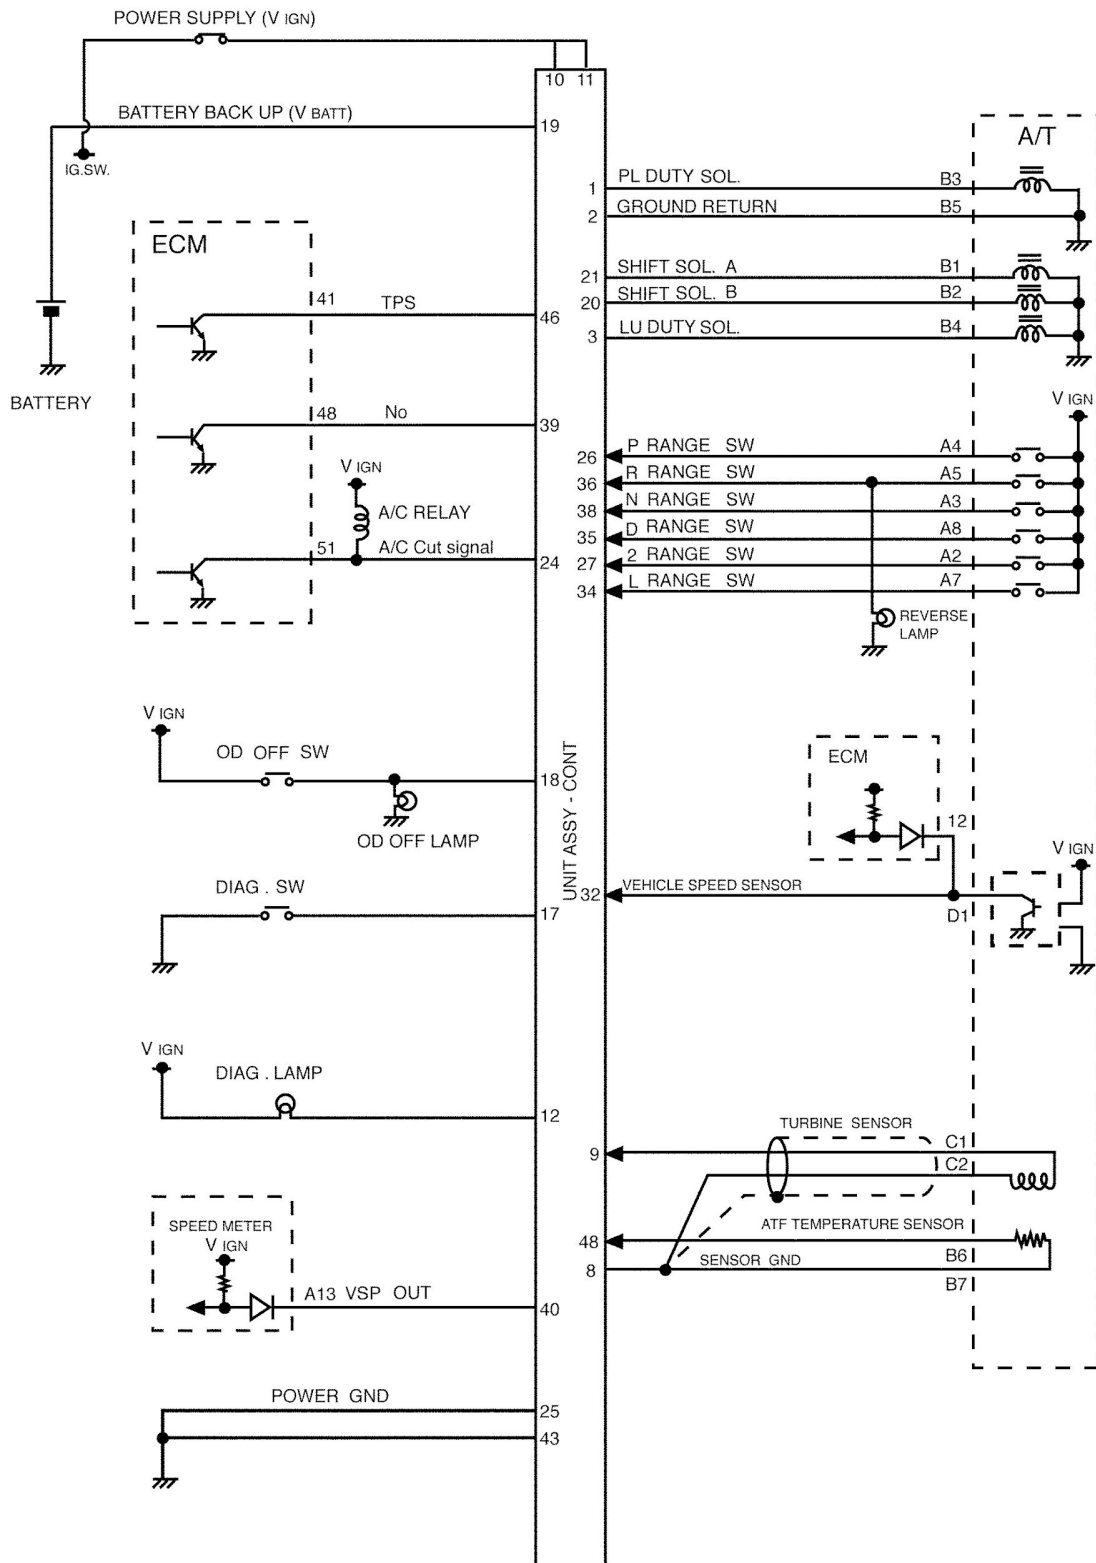 POWER SUPPLY (V IGN)
10 11
BATTERY BACK UP (V BATT)
19
IG.SW.
A/T
1 PL DUTY SOL. B3
2 GROUND RETURN B5
ECM
21 SHIFT SOL. A B1
20 SHIFT SOL. B B2
3 LU DUTY SOL. B4
41 TPS 46
BATTERY
48 No 39
V IGN
V IGN
A/C RELAY
51 A/C Cut signal 24
26 P RANGE SW A4
36 R RANGE SW A5
38 N RANGE SW A3
35 D RANGE SW A8
27 2 RANGE SW A2
34 L RANGE SW A7
REVERSE
LAMP
V IGN
OD OFF SW
18
OD OFF LAMP
UNIT ASSY - CONT
ECM
12
V IGN
DIAG . SW
17
32 VEHICLE SPEED SENSOR
D1
V IGN
DIAG . LAMP
12
TURBINE SENSOR
9 C1
C2
SPEED METER
V IGN
A13 VSP OUT
40
ATF TEMPERATURE SENSOR
48
B6
8 SENSOR GND
B7
POWER GND
25
43